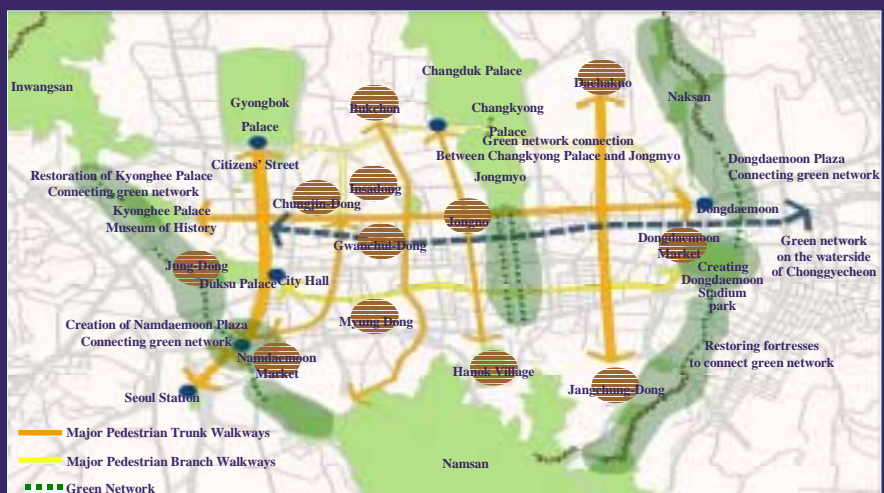 Inwangsan
Gyongbok
Palace
Bukchon
Changduk Palace
Changkyong
Palace
Daehakno
Naksan
Green network connection
Between Changkyong Palace and Jongmyo
Jongmyo
Citizens' Street
Restoration of Kyonghee Palace
Connecting green network
Kyonghee Palace
Museum of History
Insadong
Chungjin-Dong
Jongno
Gwanchul-Dong
Dongdaemoon Plaza
Connecting green network
Dongdaemoon
Dongdaemoon
Market
Green network
on the waterside
of Chonggyecheon
Creating
Dongdaemoon
Stadium
park
Jung-Dong
Duksu Palace
City Hall
Myung Dong
Creation of Namdaemoon Plaza
Connecting green network
Namdaemoon
Market
Hanok Village
Restoring fortresses
to connect green network
Jangchung-Dong
Seoul Station
Namsan
Major Pedestrian Trunk Walkways
Major Pedestrian Branch Walkways
Green Network